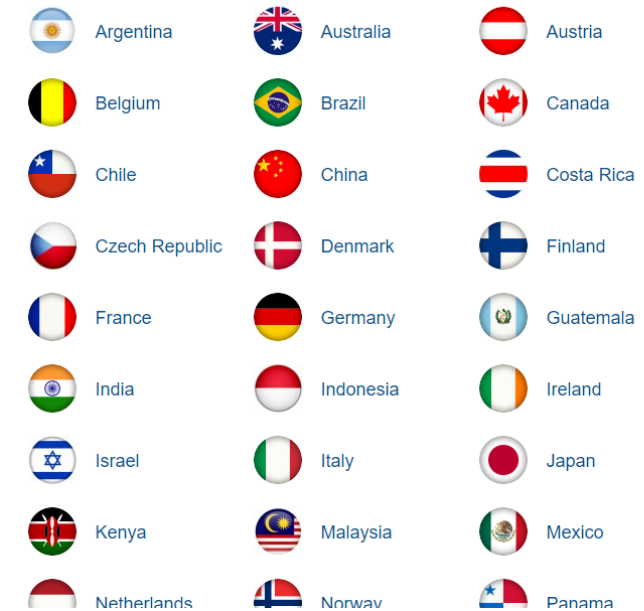 Argentina
Australia
Austria
Belgium
Brazil
Canada
Chile
China
Costa Rica
Czech Republic
Denmark
Finland
France
Germany
Guatemala
India
Indonesia
Ireland
Israel
Italy
Japan
Kenya
Malaysia
Mexico
Netherlands
Norway
Panama